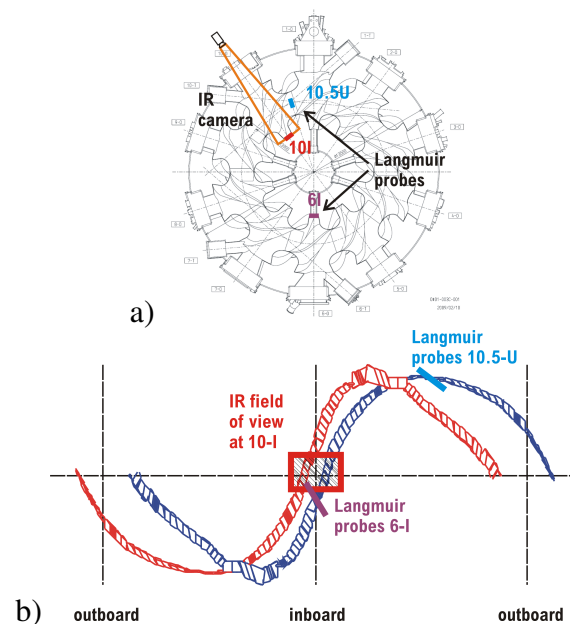 10.5U
IR
camera
10I
Langmuir
probes
6I
a)
Langmuir
probes 10.5-U
IR field
of view
at 10-I
Langmuir
probes 6-I
b)
outboard
inboard
outboard